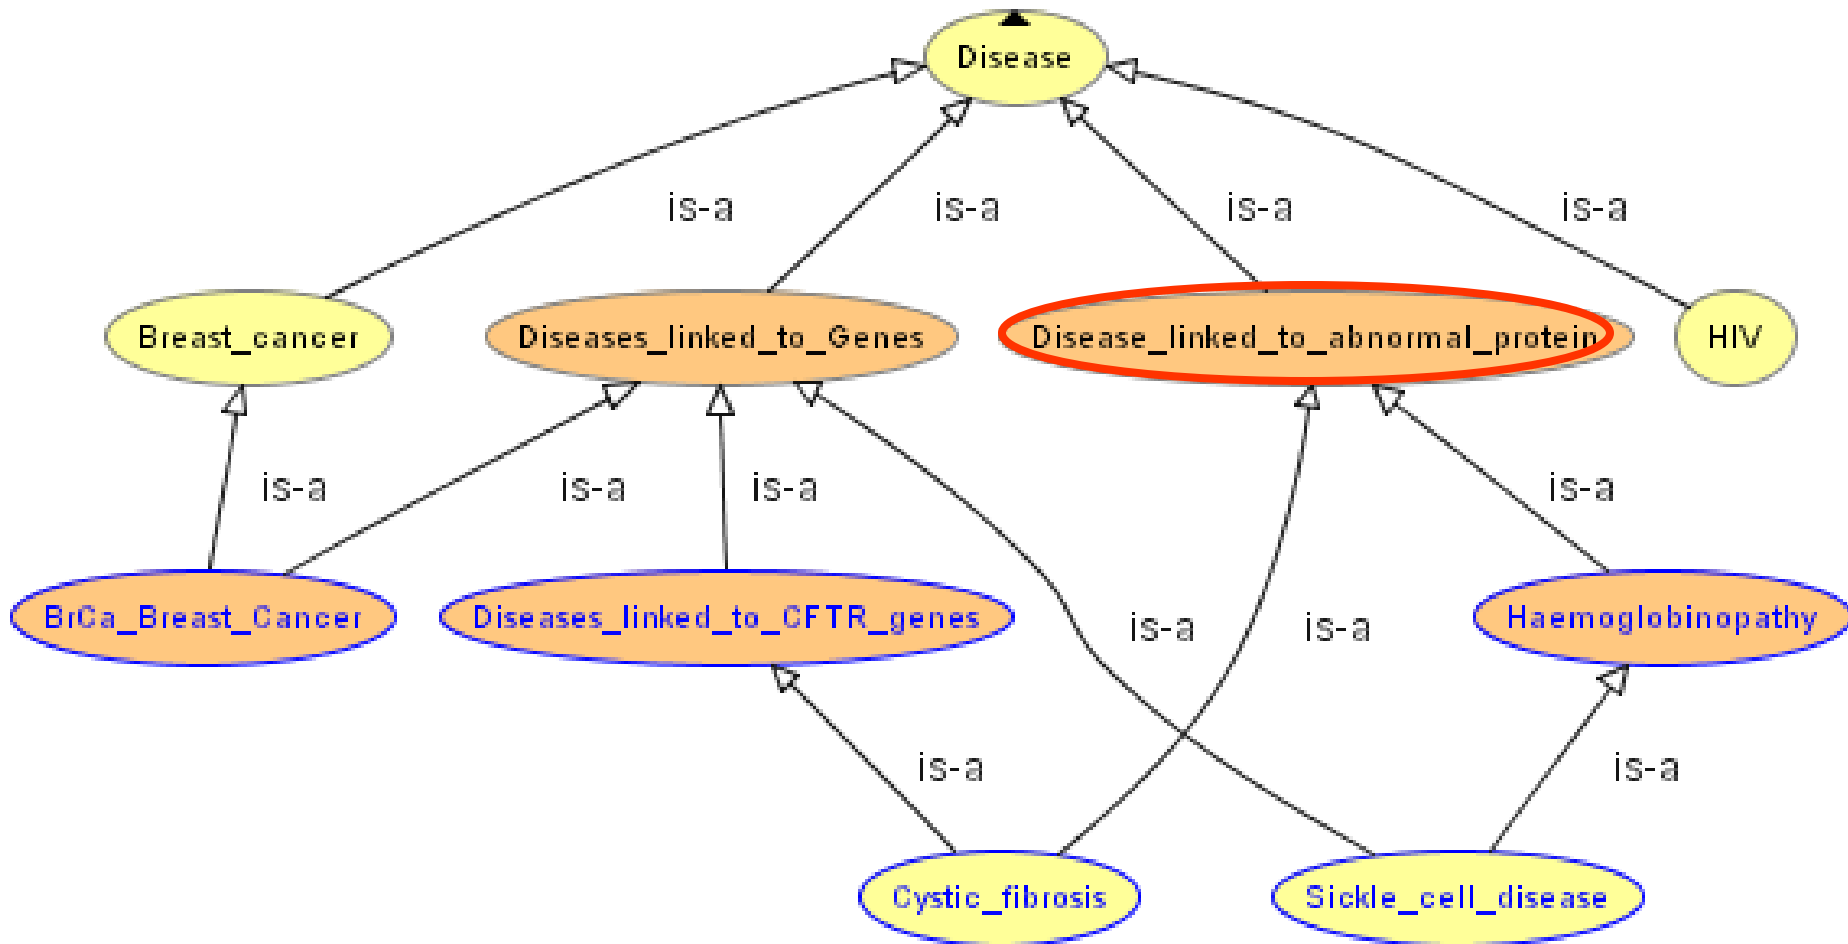 Disease
is-a is-a is-a is-a
Breast_cancer Diseases_linked_to_Genes Disease_linked_to_abnormal_protein HIV
is-a is-a is-a is-a
BrCa_Breast_Cancer Diseases_linked_to_CFTR_genes is-a is-a Haemoglobinopathy
is-a is-a
Cystic_fibrosis Sickle_cell_disease